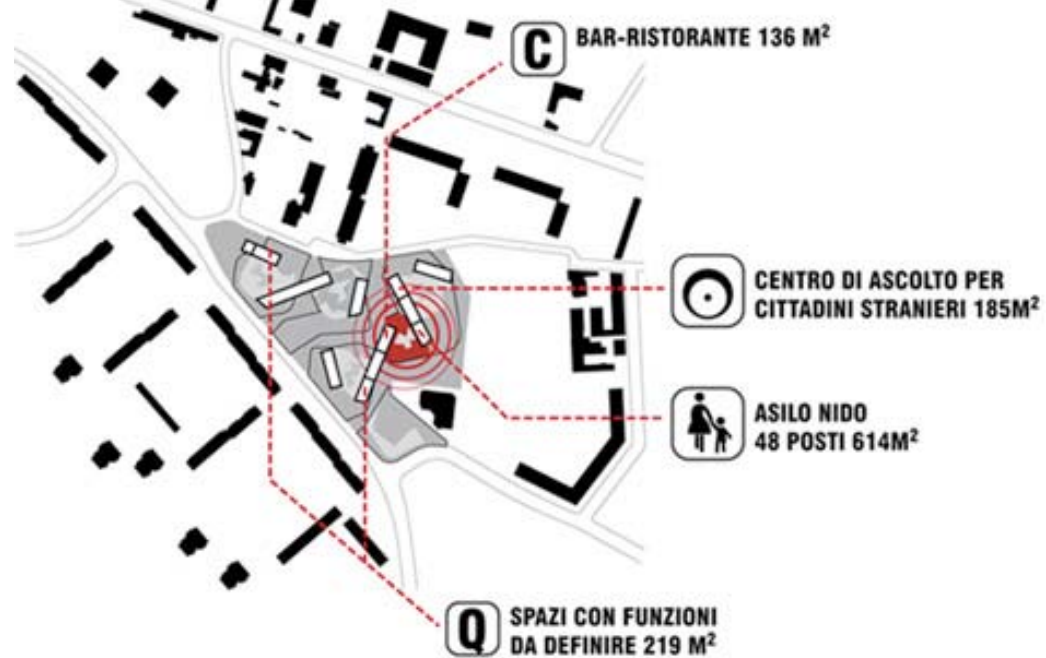 C
BAR-RISTORANTE 136 M²
CENTRO DI ASCOLTO PER
CITTADINI STRANIERI 185M²
ASILO NIDO
48 POSTI 614M²
Q
SPAZI CON FUNZIONI
DA DEFINIRE 219 M²